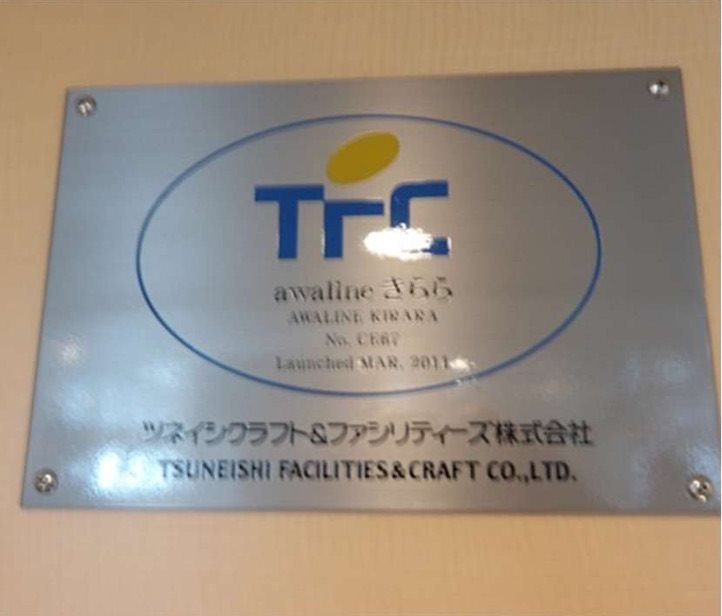 TFC
awaline きらら
AWALINE KIRARA
No. CF67
Launched MAR. 2011
ツネイシクラフト&ファシリティーズ株式会社
TSUNEISHI FACILITIES&CRAFT CO.,LTD.